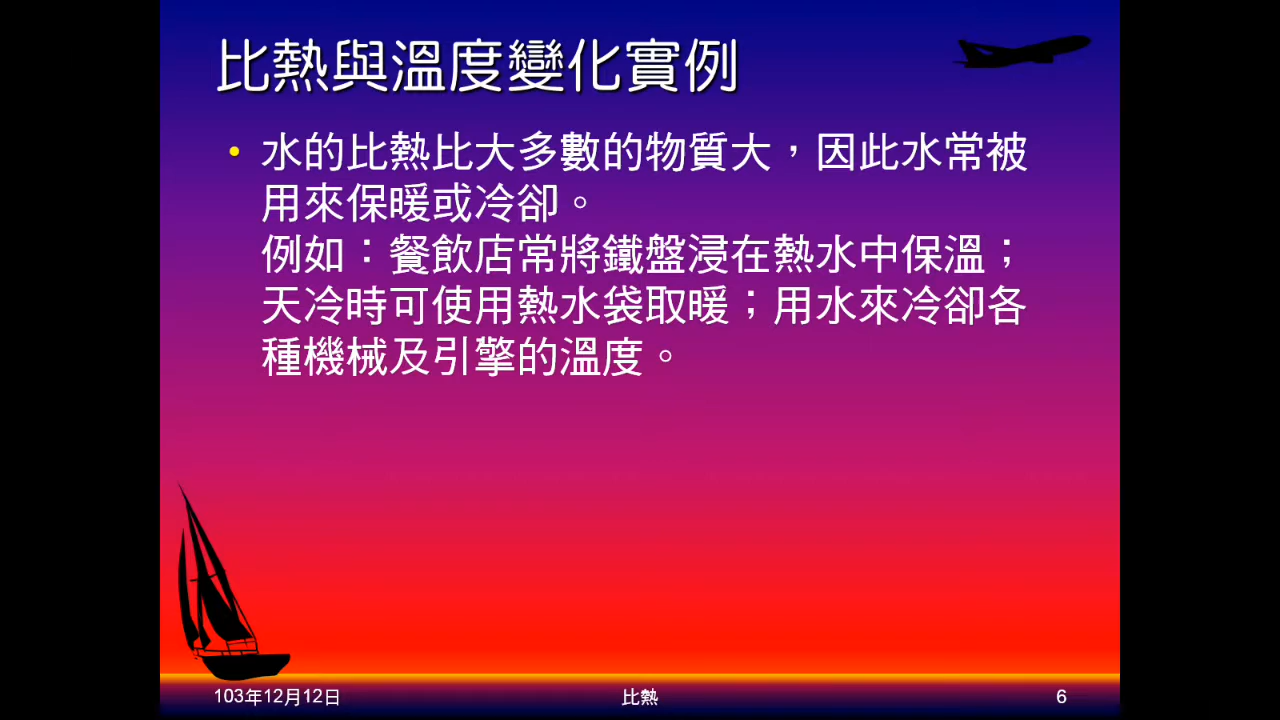 比熱與溫度變化實例
• 水的比熱比大多數的物質大，因此水常被
用來保暖或冷卻。
例如：餐飲店常將鐵盤浸在熱水中保溫；
天冷時可使用熱水袋取暖；用水來冷卻各
種機械及引擎的溫度。
103年12月12日
比熱
6